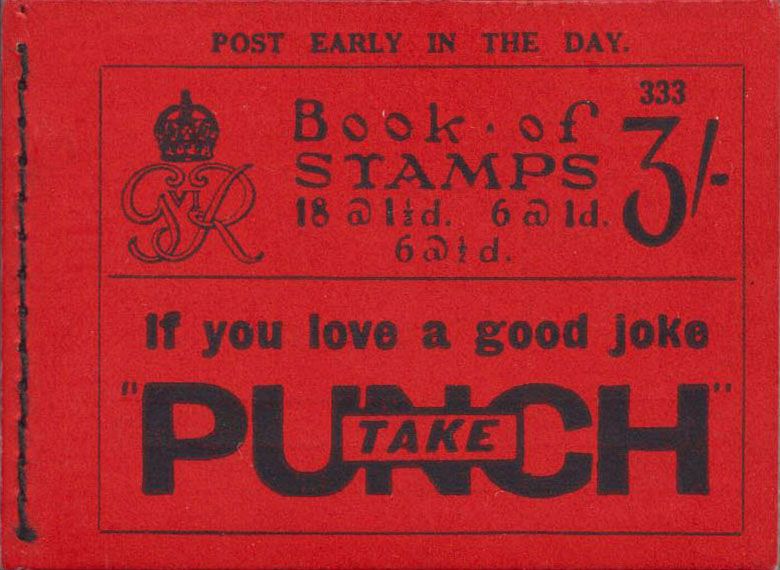 POST EARLY IN THE DAY.
GVIR
333
Book · of
STAMPS
3/-
18 @ 1½d. 6 @ 1d.
6 @ ½d.
If you love a good joke
TAKE
"PUNCH"